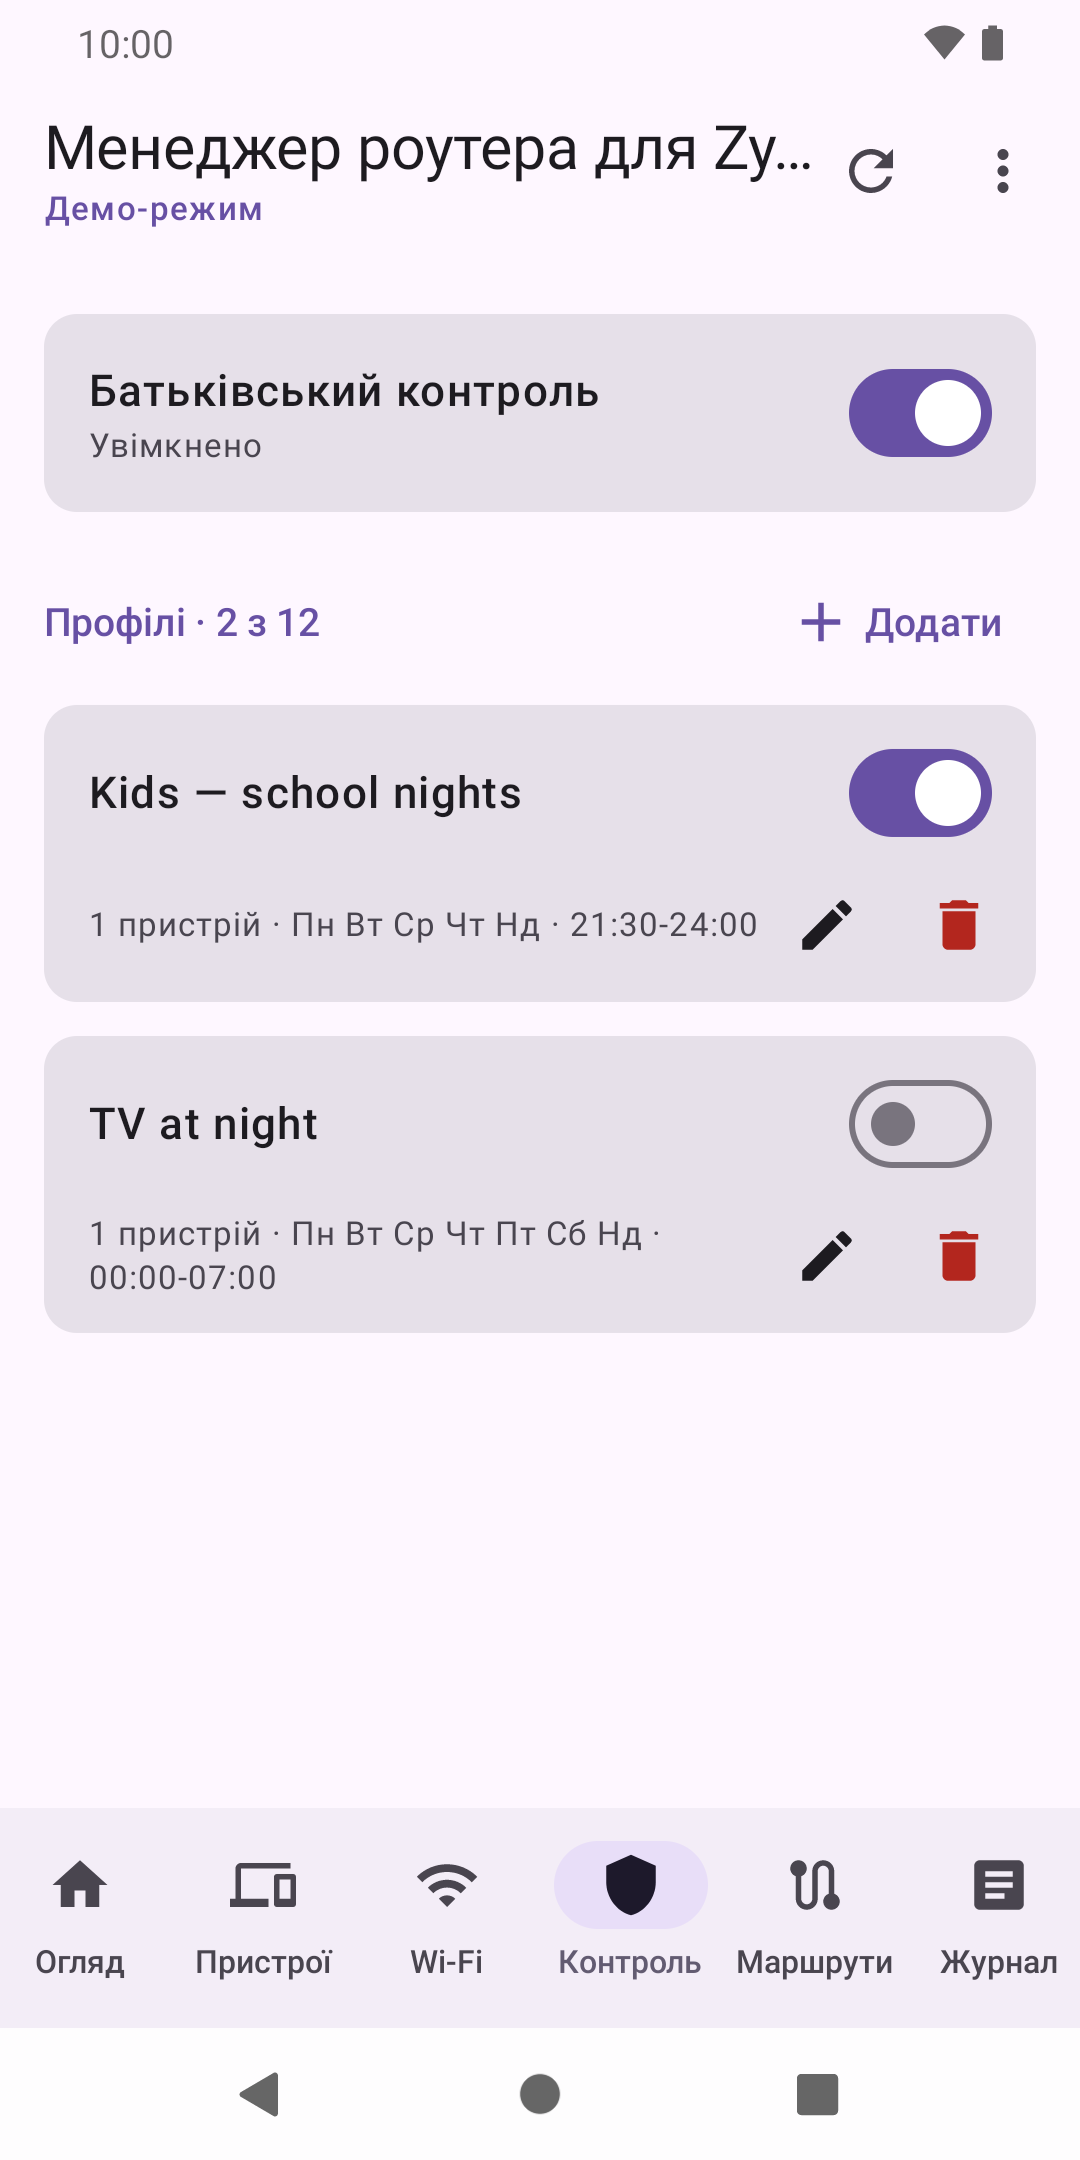 10:00
Менеджер роутера для Zy...
Демо-режим
Батьківський контроль
Увімкнено
Профілі · 2 з 12
Додати
Kids — school nights
1 пристрій · Пн Вт Ср Чт Нд · 21:30-24:00
TV at night
1 пристрій · Пн Вт Ср Чт Пт Сб Нд ·
00:00-07:00
Огляд
Пристрої
Wi-Fi
Контроль
Маршрути
Журнал